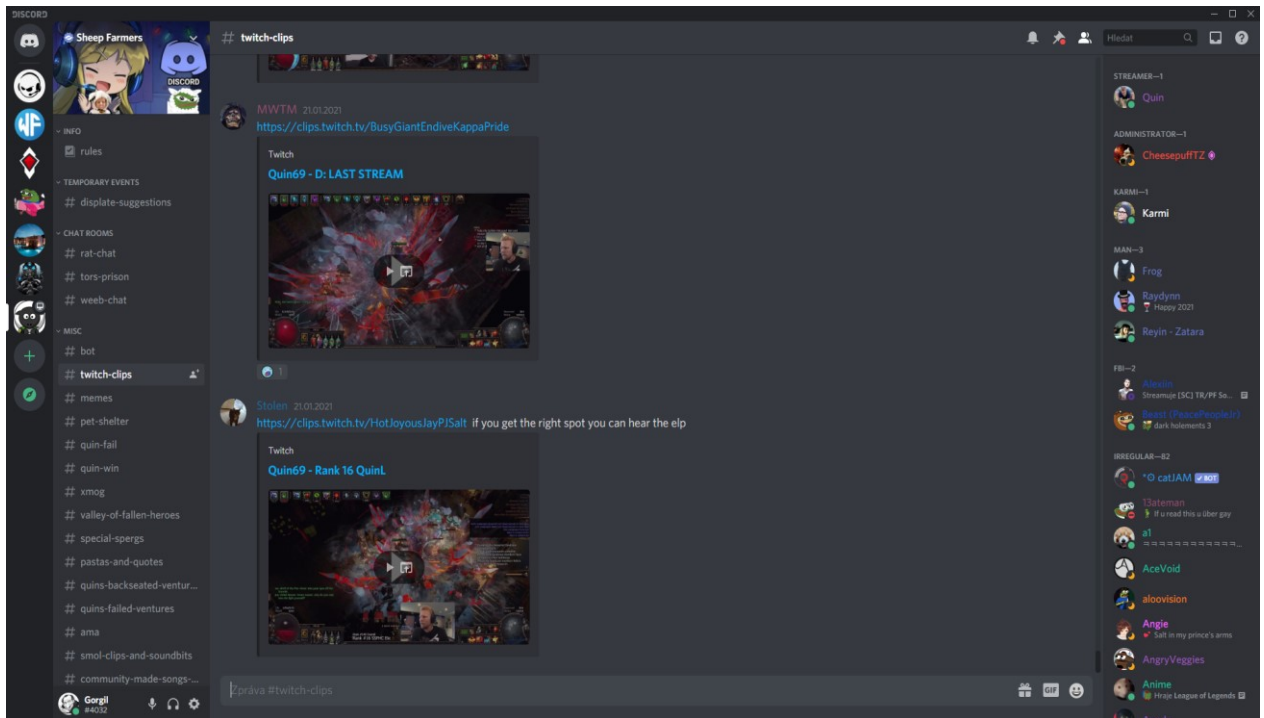 DISCORD
Sheep Farmers
DISCORD
INFO
rules
TEMPORARY EVENTS
# displate-suggestions
CHAT ROOMS
# rat-chat
# tors-prison
# weeb-chat
MISC
# bot
# twitch-clips
# memes
# pet-shelter
# quin-fail
# quin-win
# xmog
# valley-of-fallen-heroes
# special-spergs
# pastas-and-quotes
# quins-backseated-ventur...
# quins-failed-ventures
# ama
# smol-clips-and-soundbits
# community-made-songs-...
Gorgil
#4032
# twitch-clips
Hledat
MWTM 21.01.2021
https://clips.twitch.tv/BusyGiantEndiveKappaPride
Twitch
Quin69 - D: LAST STREAM
1
Stolen 21.01.2021
https://clips.twitch.tv/HotJoyousJayPJSalt if you get the right spot you can hear the elp
Twitch
Quin69 - Rank 16 QuinL
Zpráva #twitch-clips
GIF
STREAMER—1
Quin
ADMINISTRATOR—1
CheesepuffTZ
KARMI—1
Karmi
MAN—3
Frog
Raydynn
Happy 2021
Reyin - Zatara
FBI—2
Alexiin
Streamuje [SC] TR/PF So...
Beast (PeacePeopleJr)
dark holements 3
IRREGULAR—82
catJAM BOT
13ateman
If u read this u über gay
a1
AceVoid
aloovision
Angie
Salt in my prince's arms
AngryVeggies
Anime
Hraje League of Legends